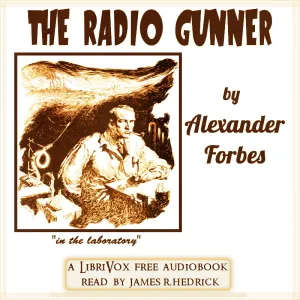 THE RADIO GUNNER
by
Alexander
Forbes
"in the laboratory"
A LIBRIVOX FREE AUDIOBOOK
READ BY JAMES R. HEDRICK